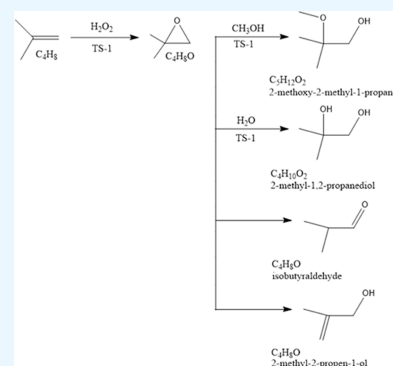 H₂O₂
TS-1
C₄H₈
O
C₄H₈O
CH₃OH
TS-1
O
OH
C₅H₁₂O₂
2-methoxy-2-methyl-1-propan
H₂O
TS-1
OH
OH
C₄H₁₀O₂
2-methyl-1,2-propanediol
O
C₄H₈O
isobutyraldehyde
OH
C₄H₈O
2-methyl-2-propen-1-ol